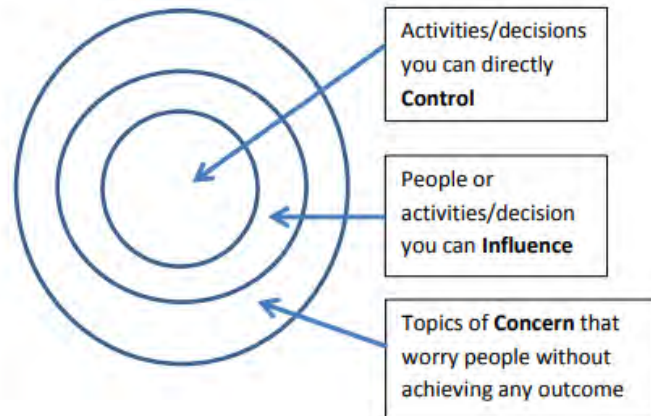 Activities/decisions
you can directly
Control
People or
activities/decision
you can Influence
Topics of Concern that
worry people without
achieving any outcome